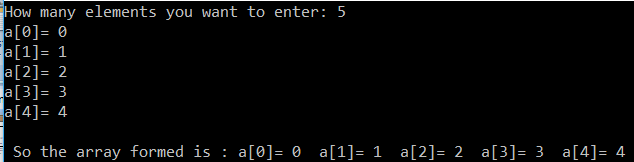 How many elements you want to enter: 5
a[0]= 0
a[1]= 1
a[2]= 2
a[3]= 3
a[4]= 4
So the array formed is : a[0]= 0  a[1]= 1  a[2]= 2  a[3]= 3  a[4]= 4